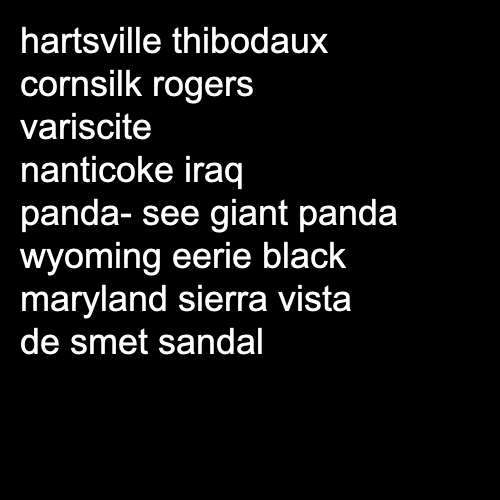 hartsville thibodaux
cornsilk rogers
variscite
nanticoke iraq
panda- see giant panda
wyoming eerie black
maryland sierra vista
de smet sandal